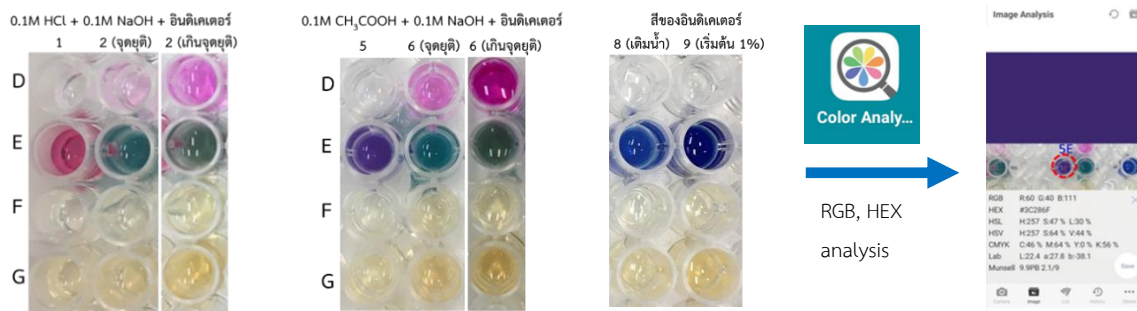 0.1M HCl + 0.1M NaOH + อินดิเคเตอร์
1 2 (จุดยุติ) 2 (เกินจุดยุติ)
D
E
F
G
0.1M CH₃COOH + 0.1M NaOH + อินดิเคเตอร์
5 6 (จุดยุติ) 6 (เกินจุดยุติ)
D
E
F
G
สีของอินดิเคเตอร์
8 (เติมน้ำ) 9 (เริ่มต้น 1%)
Color Analy...
RGB, HEX
analysis
Image Analysis
5E
RGB R:60 G:40 B:111
HEX #3C286F
HSL H:257 S:47 % L:30 %
HSV H:257 S:64 % V:44 %
CMYK C:46 % M:64 % Y:0 % K:56 %
Lab L:22.4 a:27.8 b:-38.1
Munsell 9.9PB 2.1/9
Save
Camera Image List History Others